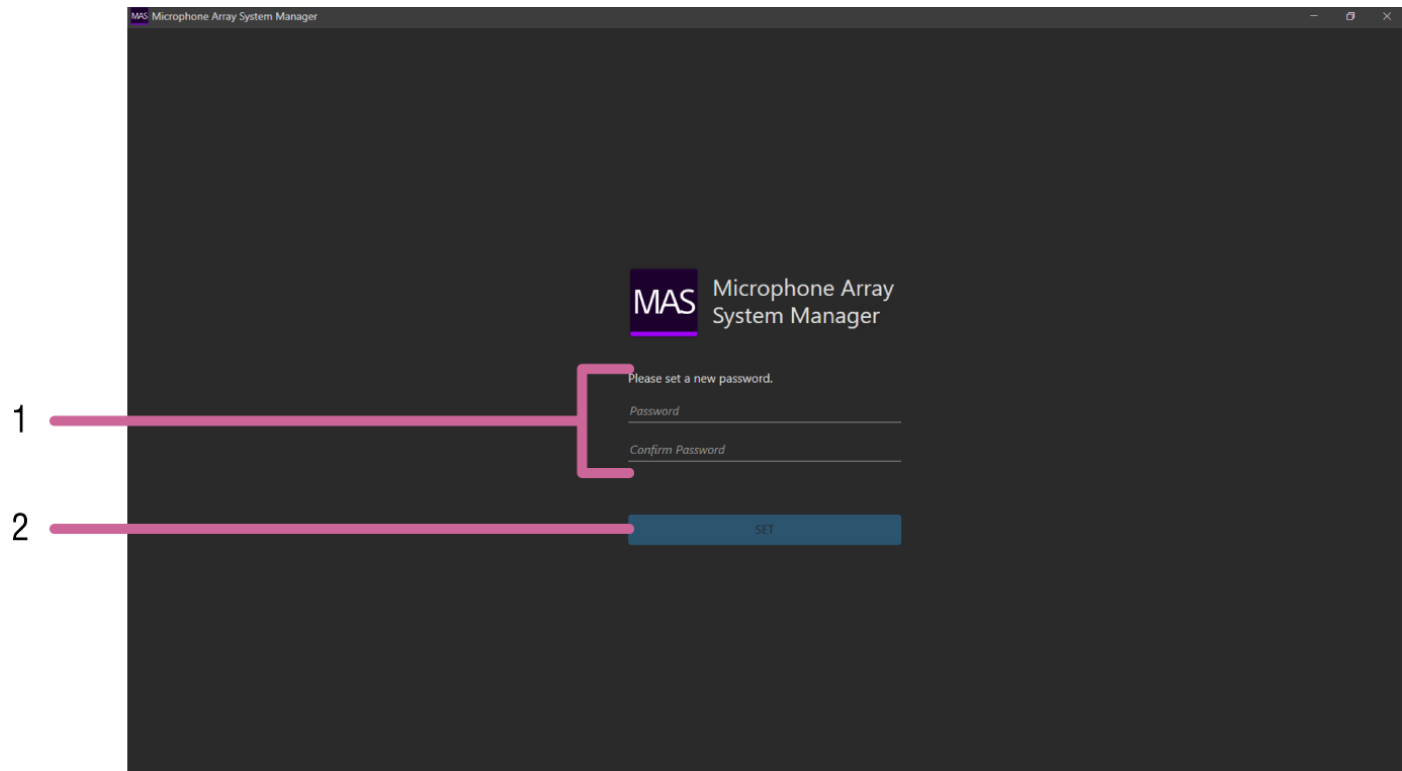 MAS Microphone Array System Manager
MAS
Microphone Array
System Manager
Please set a new password.
1
Password
Confirm Password
2
SET